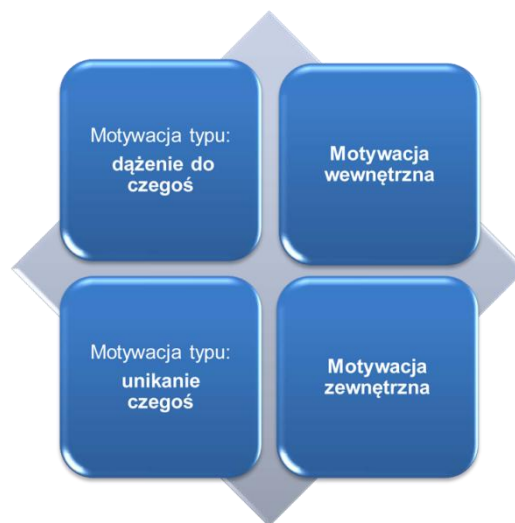 Motywacja typu:
dążenie do
czegoś
Motywacja
wewnętrzna
Motywacja typu:
unikanie
czegoś
Motywacja
zewnętrzna